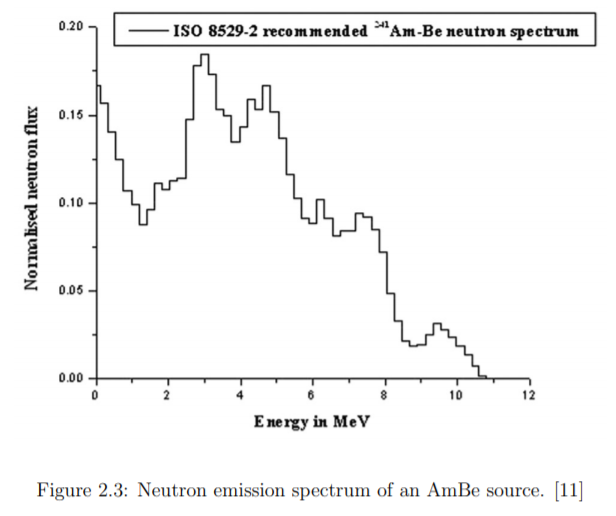 ISO 8529-2 recommended ²⁴¹Am-Be neutron spectrum
Normalised neutron flux
0.20
0.15
0.10
0.05
0.00
0 2 4 6 8 10 12
Energy in MeV
Figure 2.3: Neutron emission spectrum of an AmBe source. [11]